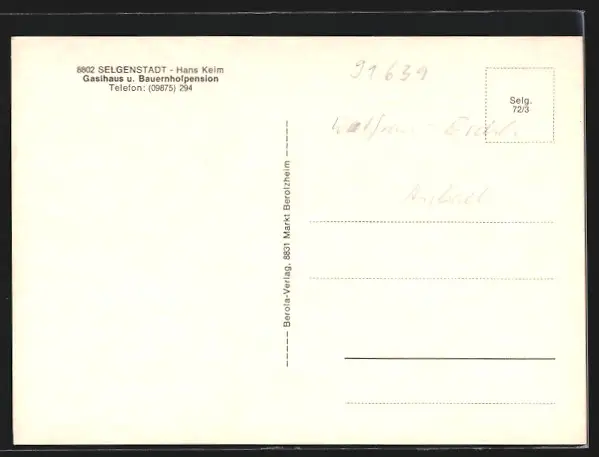 8802 SELGENSTADT - Hans Keim
Gasthaus u. Bauernhofpension
Telefon: (09875) 294
91639
Selg.
72/3
Berola-Verlag, 8831 Markt Berolzheim